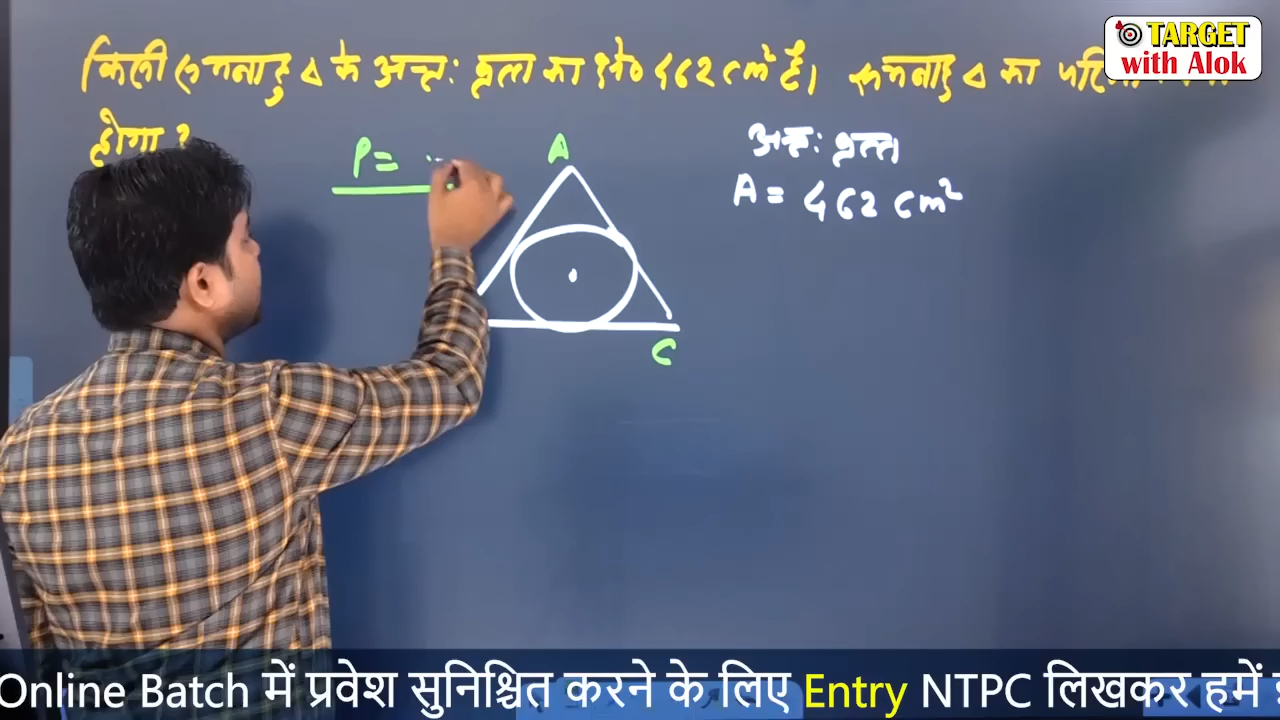 किसी समबाहु Δ के अन्तः वृत्त का क्षे० 462 cm² है। समबाहु Δ का
होगा ?
P =
A
अन्तः वृत्त
A = 462 cm²
C
TARGET
with Alok
Online Batch में प्रवेश सुनिश्चित करने के लिए Entry NTPC लिखकर हमें